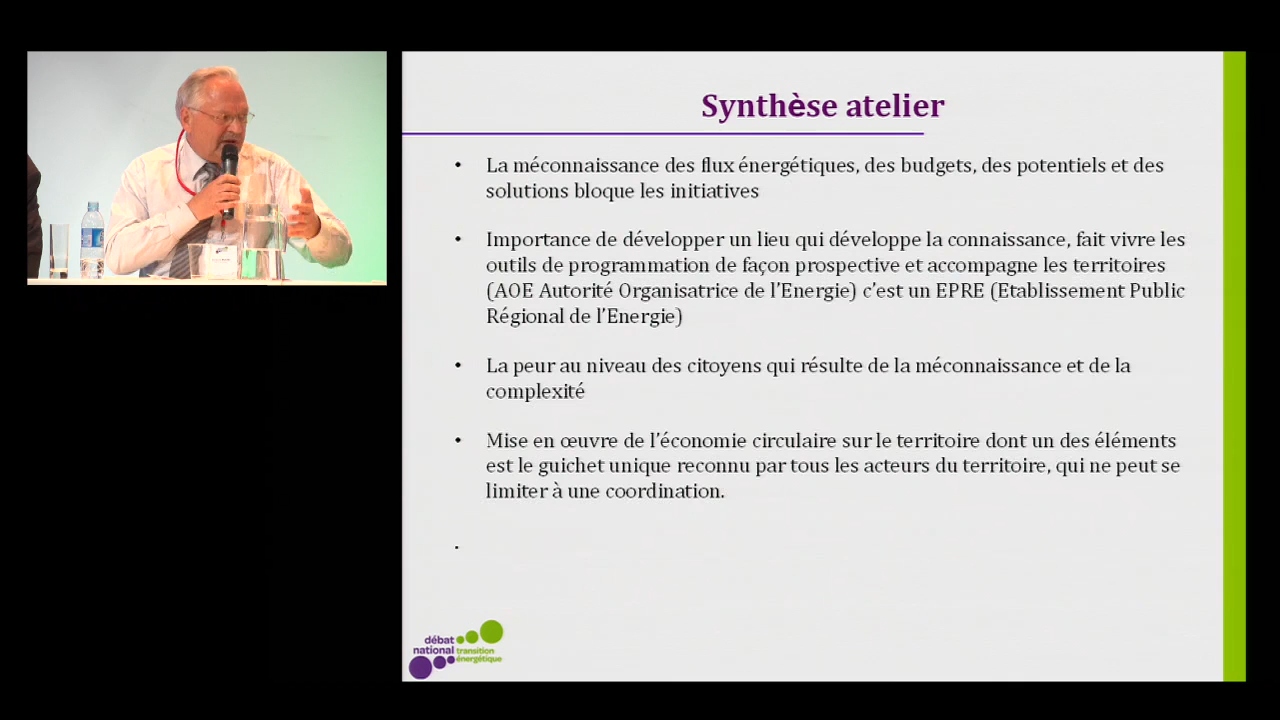 Synthèse atelier
• La méconnaissance des flux énergétiques, des budgets, des potentiels et des
solutions bloque les initiatives
• Importance de développer un lieu qui développe la connaissance, fait vivre les
outils de programmation de façon prospective et accompagne les territoires
(AOE Autorité Organisatrice de l’Energie) c’est un EPRE (Etablissement Public
Régional de l’Energie)
• La peur au niveau des citoyens qui résulte de la méconnaissance et de la
complexité
• Mise en œuvre de l’économie circulaire sur le territoire dont un des éléments
est le guichet unique reconnu par tous les acteurs du territoire, qui ne peut se
limiter à une coordination.
•
débat
national transition
énergétique